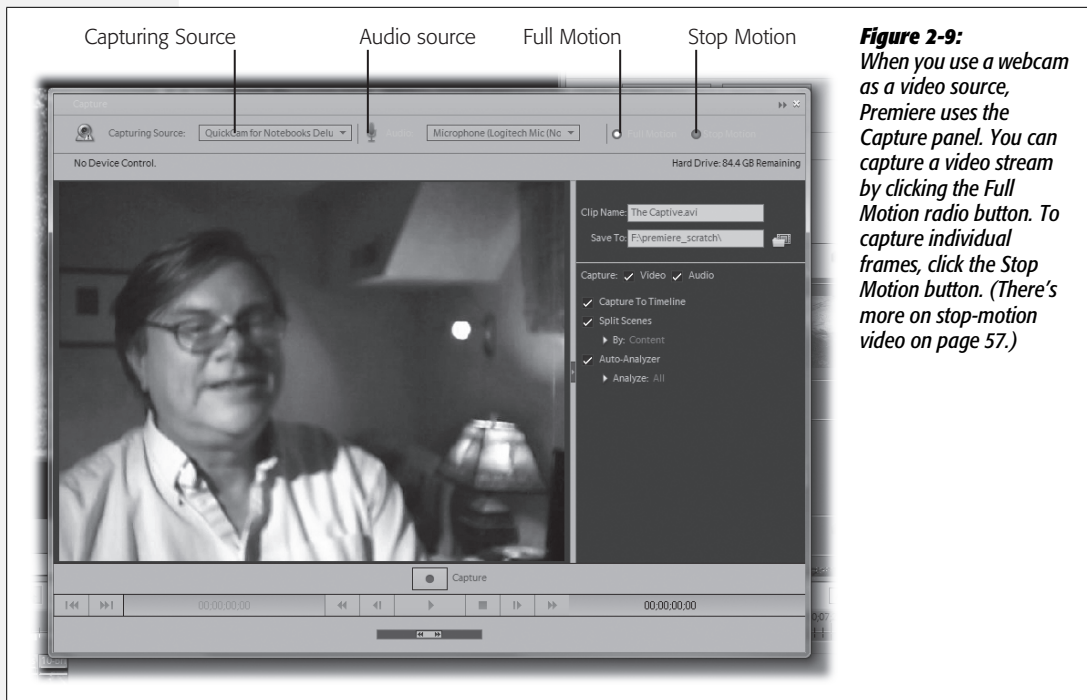 Capturing Source
Audio source
Full Motion
Stop Motion
Capture
Capturing Source:
QuickCam for Notebooks Delu
Audio:
Microphone (Logitech Mic (No
Full Motion
Stop Motion
No Device Control.
Hard Drive: 84.4 GB Remaining
Clip Name: The Captive.avi
Save To: F:\premiere_scratch\
Capture: Video Audio
Capture To Timeline
Split Scenes
By: Content
Auto-Analyzer
Analyze: All
Capture
00;00;00;00
00;00;00;00
Figure 2-9:
When you use a webcam
as a video source,
Premiere uses the
Capture panel. You can
capture a video stream
by clicking the Full
Motion radio button. To
capture individual
frames, click the Stop
Motion button. (There's
more on stop-motion
video on page 57.)